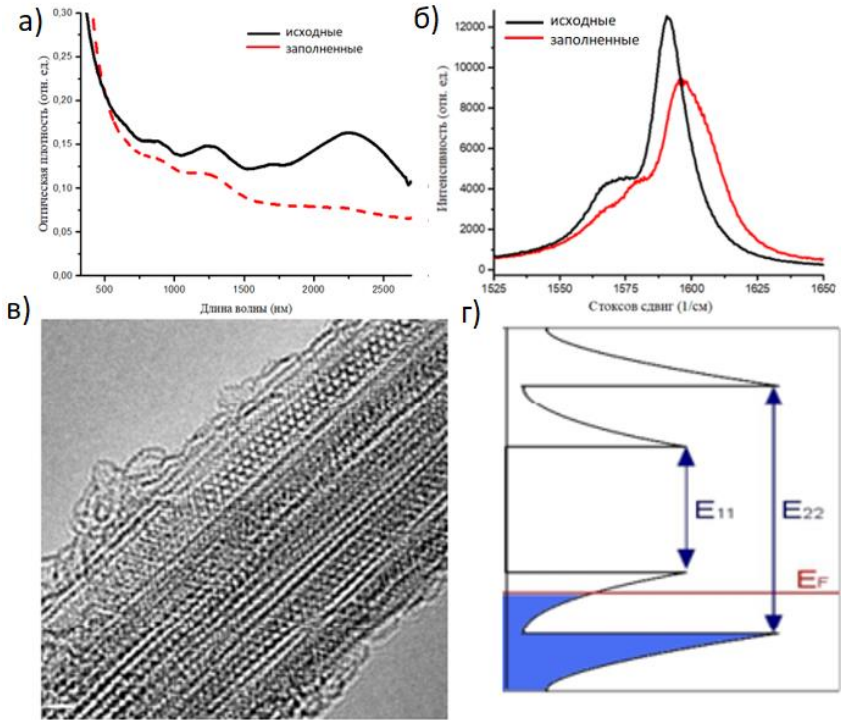 а)
исходные
заполненные
Оптическая плотность (отн. ед.)
0,30
0,25
0,20
0,15
0,10
0,05
0,00
500
1000
1500
2000
2500
Длина волны (нм)
б)
исходные
заполненные
Интенсивность (отн. ед.)
12000
10000
8000
6000
4000
2000
0
1525
1550
1575
1600
1625
1650
Стоксов сдвиг (1/см)
в)
г)
E11
E22
EF